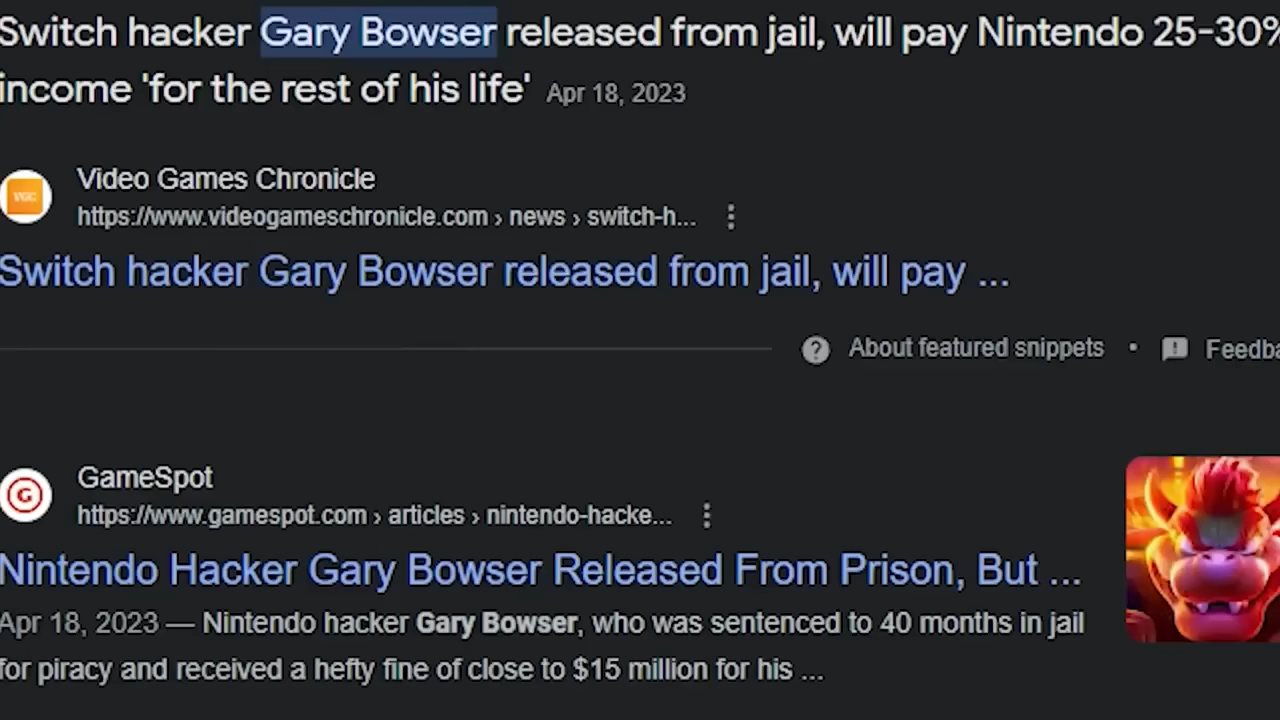 Switch hacker Gary Bowser released from jail, will pay Nintendo 25-30%
income 'for the rest of his life' Apr 18, 2023
Video Games Chronicle
VGC
https://www.videogameschronicle.com › news › switch-h...
Switch hacker Gary Bowser released from jail, will pay ...
About featured snippets • Feedba
GameSpot
https://www.gamespot.com › articles › nintendo-hacke...
Nintendo Hacker Gary Bowser Released From Prison, But ...
Apr 18, 2023 — Nintendo hacker Gary Bowser, who was sentenced to 40 months in jail
for piracy and received a hefty fine of close to $15 million for his ...